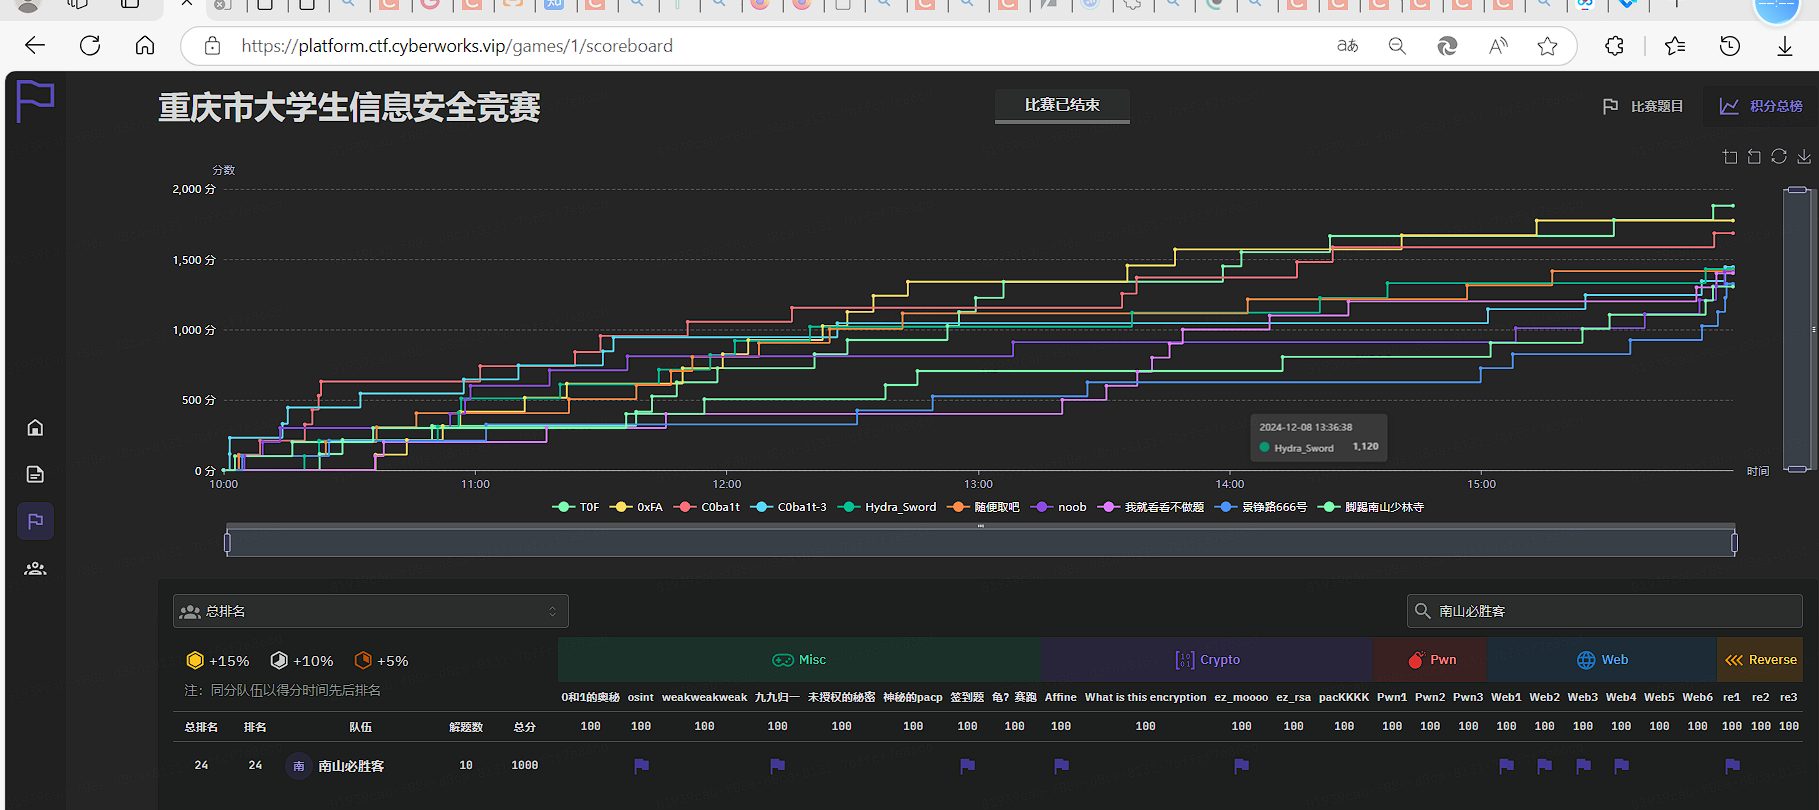 https://platform.ctf.cyberworks.vip/games/1/scoreboard
重庆市大学生信息安全竞赛
比赛已结束
比赛题目
积分总榜
分数
2,000 分
1,500 分
1,000 分
500 分
0 分
10:00 11:00 12:00 13:00 14:00 15:00
时间
2024-12-08 13:36:38
Hydra_Sword 1,120
T0F 0xFA C0ba1t C0ba1t-3 Hydra_Sword 随便取吧 noob 我就看看不做题 景铮路666号 脚踢南山少林寺
总排名
南山必胜客
+15% +10% +5%
注：同分队伍以得分时间先后排名
Misc Crypto Pwn Web Reverse
0和1的奥秘 osint weakweakweak 九九归一 未授权的秘密 神秘的pacp 签到题 龟？赛跑 Affine What is this encryption ez_moooo ez_rsa pacKKKK Pwn1 Pwn2 Pwn3 Web1 Web2 Web3 Web4 Web5 Web6 re1 re2 re3
总排名 排名 队伍 解题数 总分 100 100 100 100 100 100 100 100 100 100 100 100 100 100 100 100 100 100 100 100 100 100 100 100 100
24 24 南 南山必胜客 10 1000